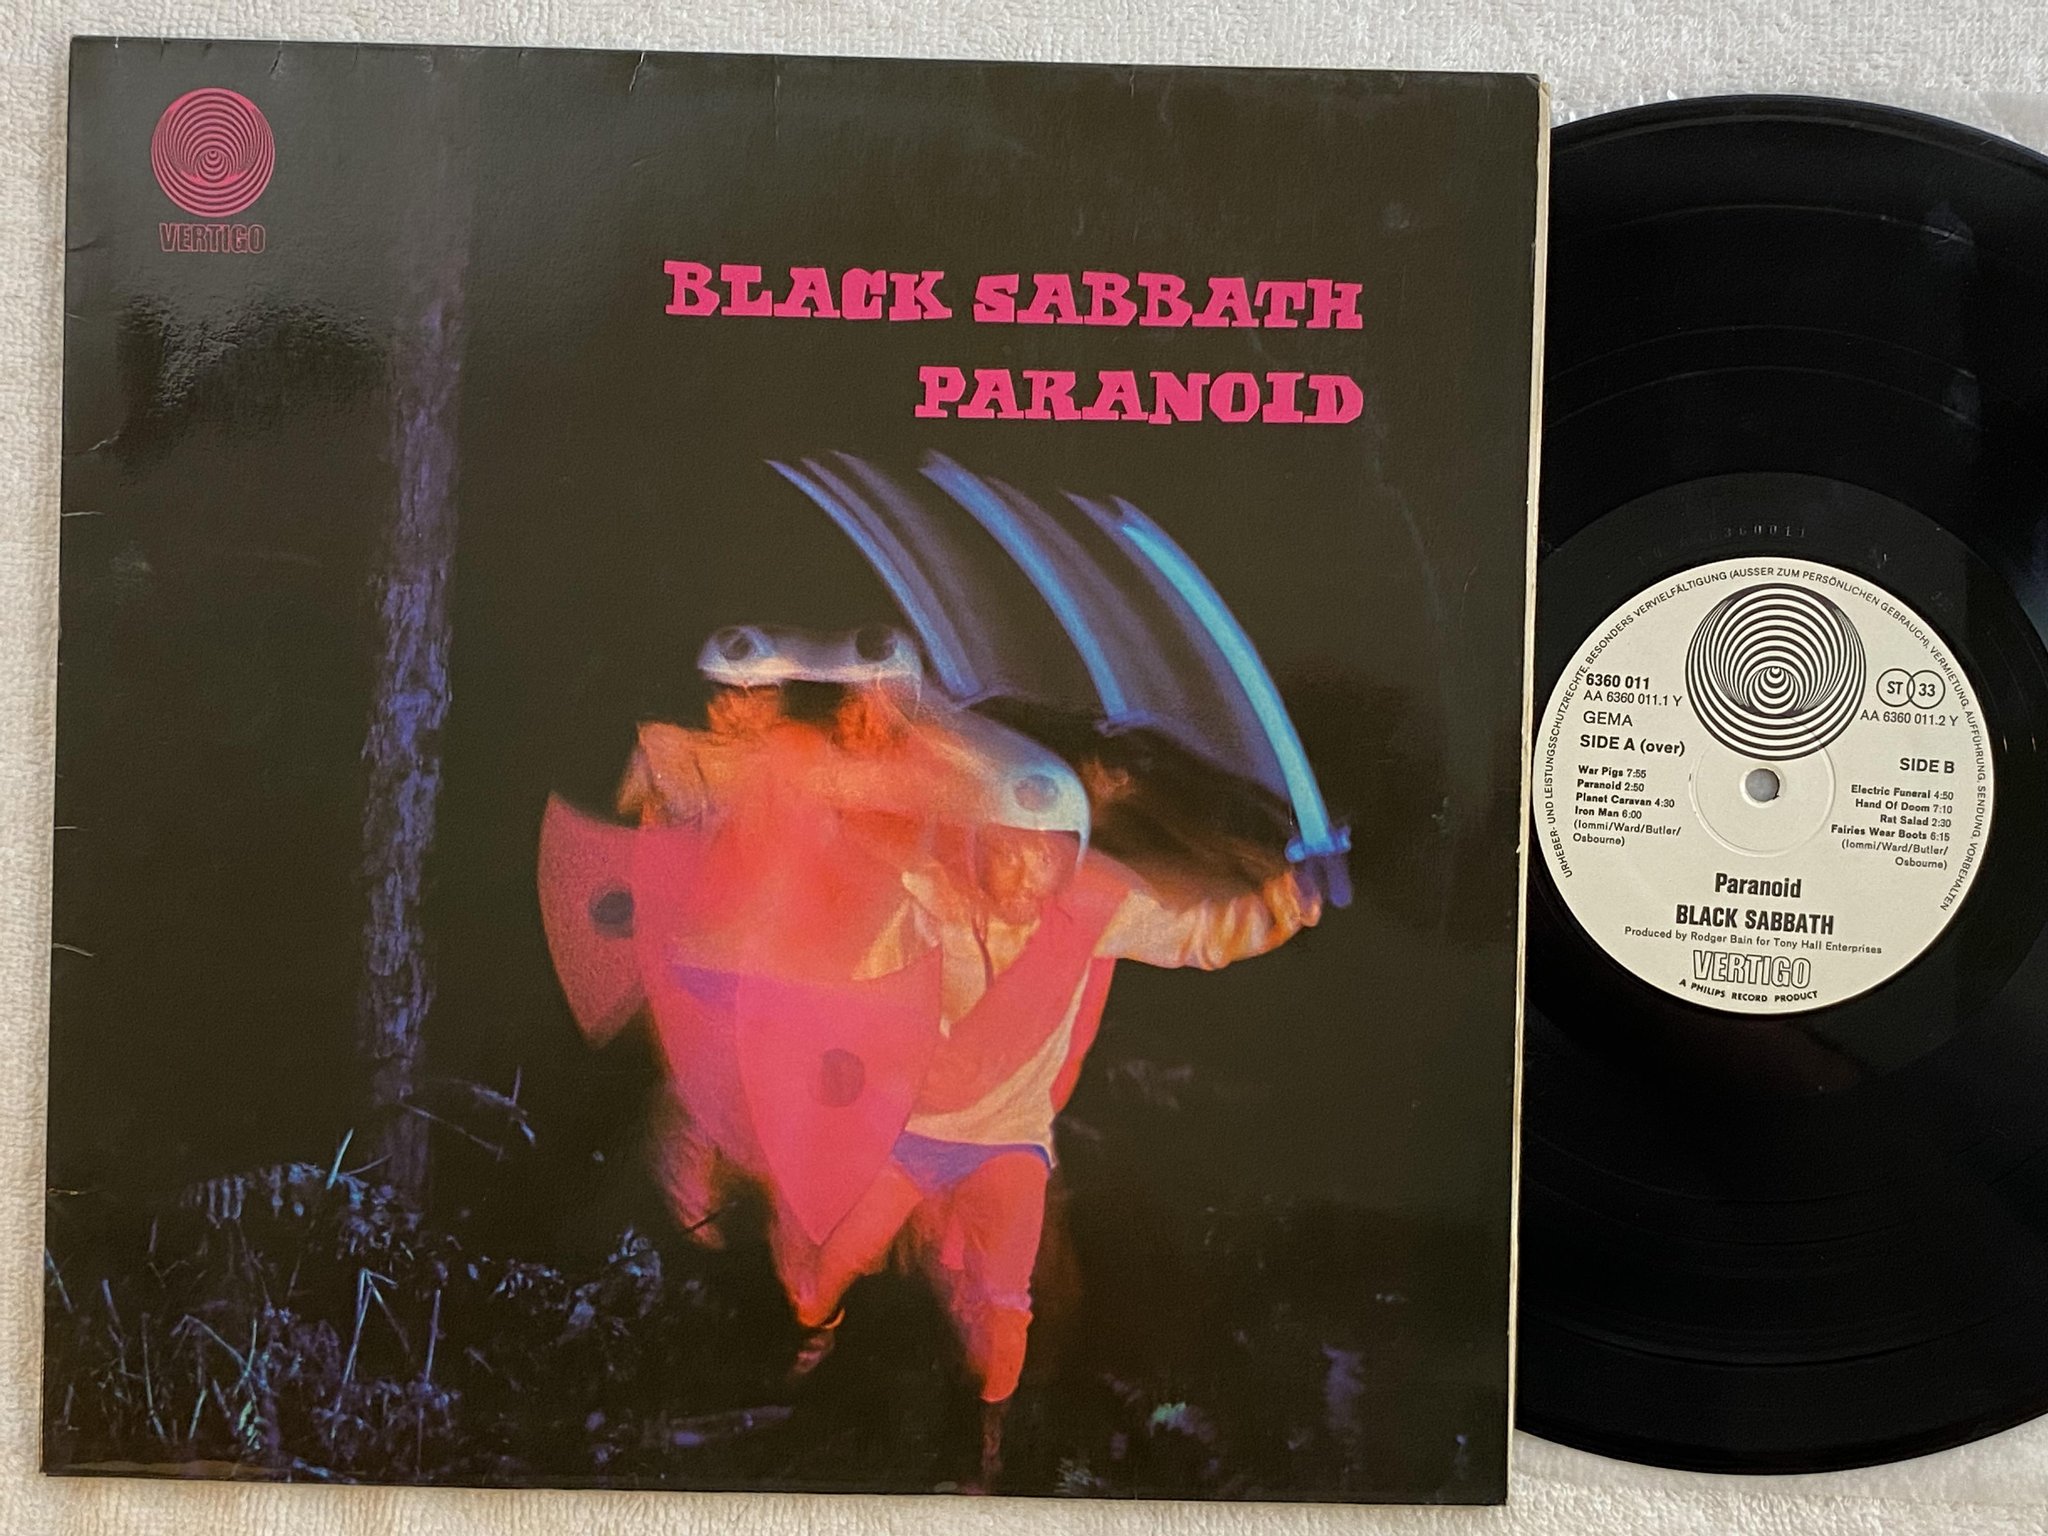 VERTIGO
BLACK SABBATH
PARANOID
6360011
URHEBER- UND LEISTUNGSSCHUTZRECHTE, BESONDERS VERVIELFÄLTIGUNG (AUSSER ZUM PERSÖNLICHEN GEBRAUCH), VERMIETUNG, AUFFÜHRUNG, SENDUNG, VORBEHALTEN
6360 011
AA 6360 011.1 Y
GEMA
SIDE A (over)
War Pigs 7:55
Paranoid 2:50
Planet Caravan 4:30
Iron Man 6:00
(Iommi/Ward/Butler/
Osbourne)
ST 33
AA 6360 011.2 Y
SIDE B
Electric Funeral 4:50
Hand Of Doom 7:10
Rat Salad 2:30
Fairies Wear Boots 6:15
(Iommi/Ward/Butler/
Osbourne)
Paranoid
BLACK SABBATH
Produced by Rodger Bain for Tony Hall Enterprises
VERTIGO
A PHILIPS RECORD PRODUCT